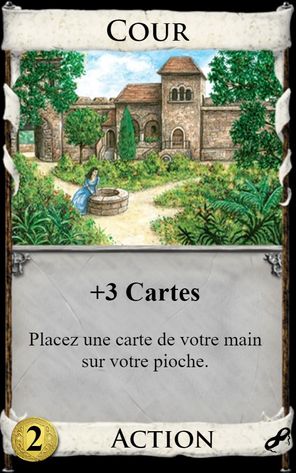 COUR
+3 Cartes
Placez une carte de votre main
sur votre pioche.
2
ACTION